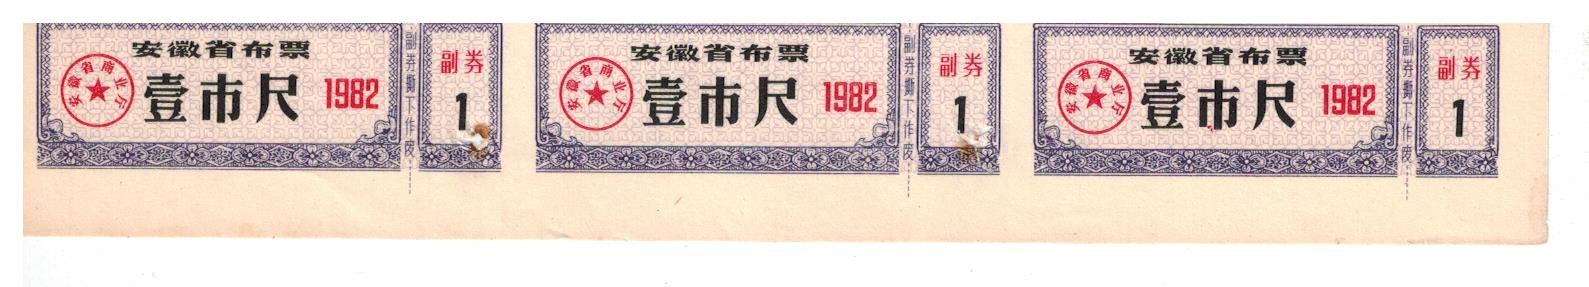 安徽省布票
壹市尺
1982
安徽省商业厅
副券撕下作废
副券
1
安徽省布票
壹市尺
1982
安徽省商业厅
副券撕下作废
副券
1
安徽省布票
壹市尺
1982
安徽省商业厅
副券撕下作废
副券
1